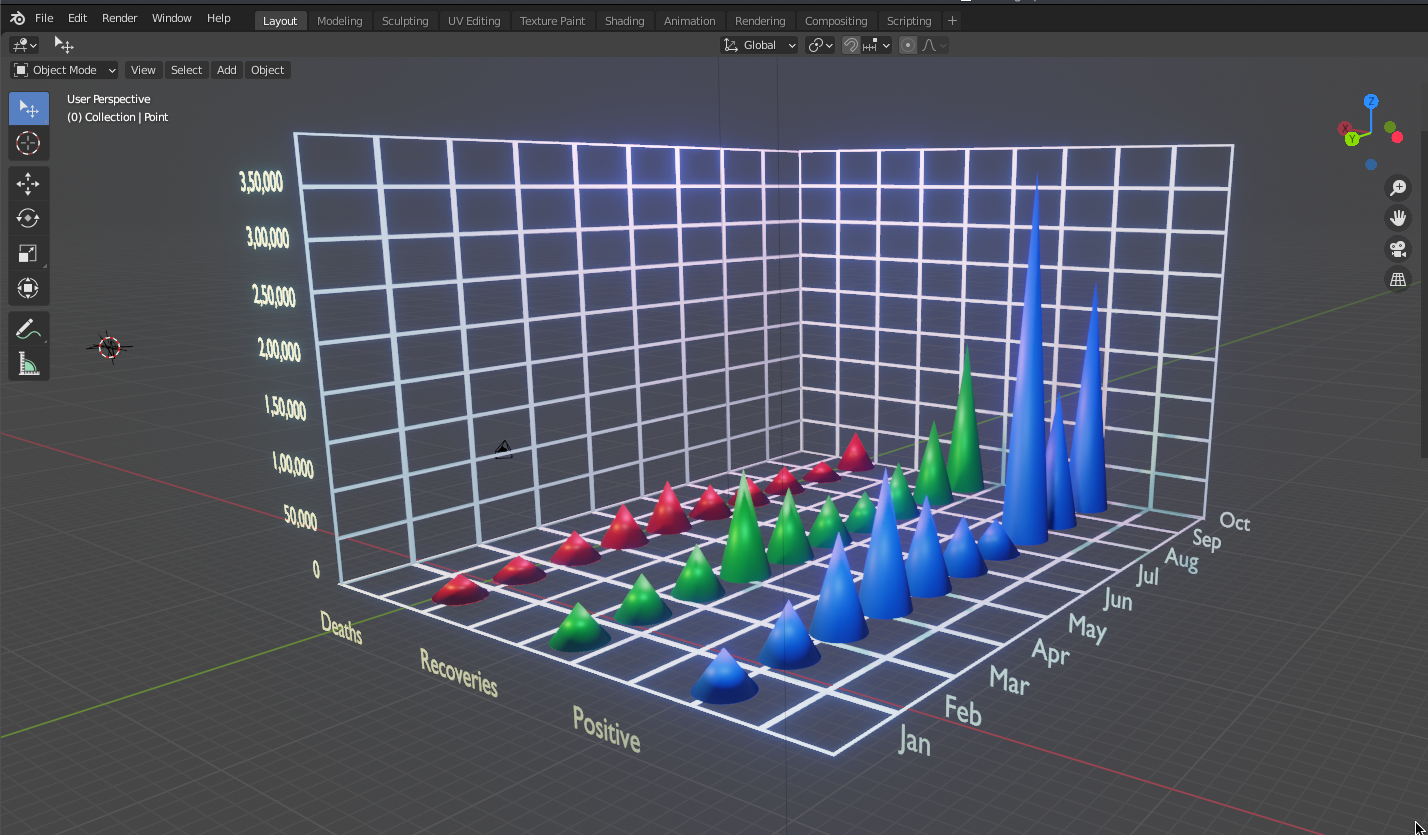 File Edit Render Window Help Layout Modeling Sculpting UV Editing Texture Paint Shading Animation Rendering Compositing Scripting +
Global
Object Mode View Select Add Object
User Perspective
(0) Collection | Point
Z
X
Y
3,50,000
3,00,000
2,50,000
2,00,000
1,50,000
1,00,000
50,000
0
Deaths
Recoveries
Positive
Jan
Feb
Mar
Apr
May
Jun
Jul
Aug
Sep
Oct